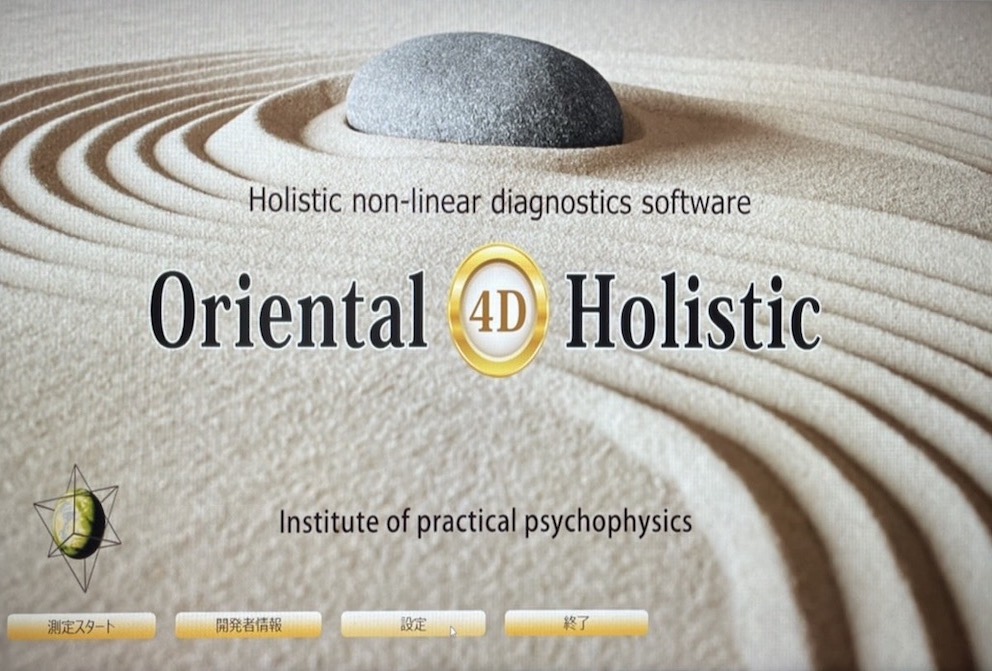 Holistic non-linear diagnostics software
Oriental 4D Holistic
Institute of practical psychophysics
測定スタート 開発者情報 設定 終了